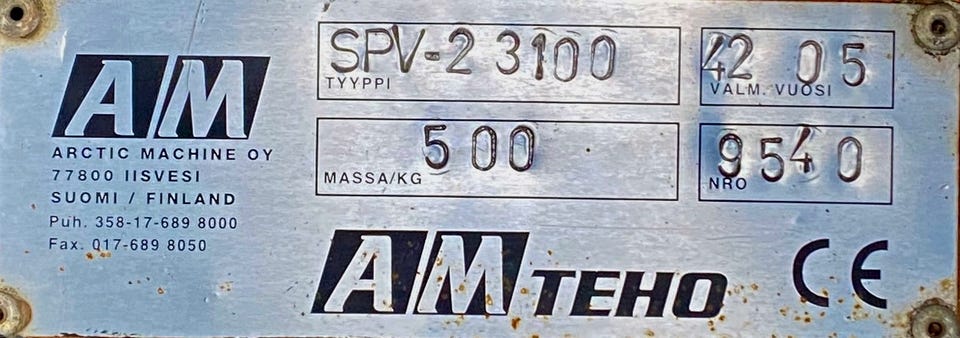 AM
ARCTIC MACHINE OY
77800 IISVESI
SUOMI / FINLAND
Puh. 358-17-689 8000
Fax. 017-689 8050
SPV-2 3100
TYYPPI
42 05
VALM. VUOSI
500
MASSA/KG
9540
NRO
AM TEHO
CE